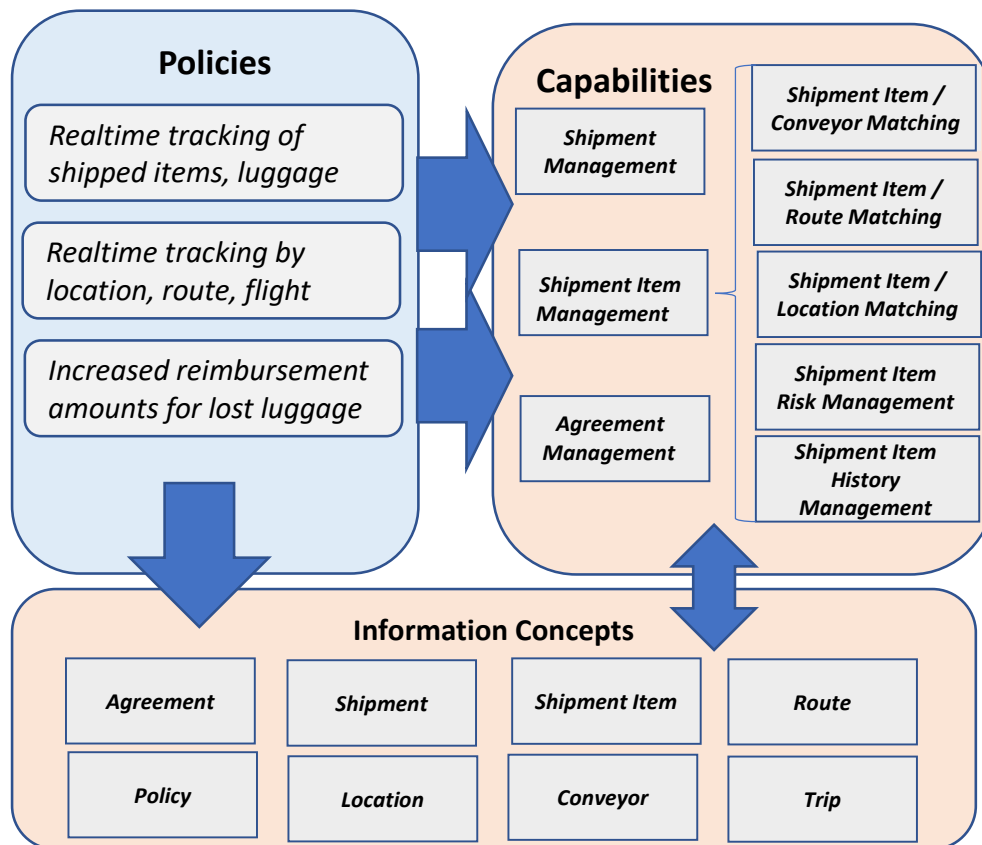 Policies
Realtime tracking of
shipped items, luggage
Realtime tracking by
location, route, flight
Increased reimbursement
amounts for lost luggage
Capabilities
Shipment
Management
Shipment Item
Management
Agreement
Management
Shipment Item /
Conveyor Matching
Shipment Item /
Route Matching
Shipment Item /
Location Matching
Shipment Item
Risk Management
Shipment Item
History
Management
Information Concepts
Agreement
Shipment
Shipment Item
Route
Policy
Location
Conveyor
Trip